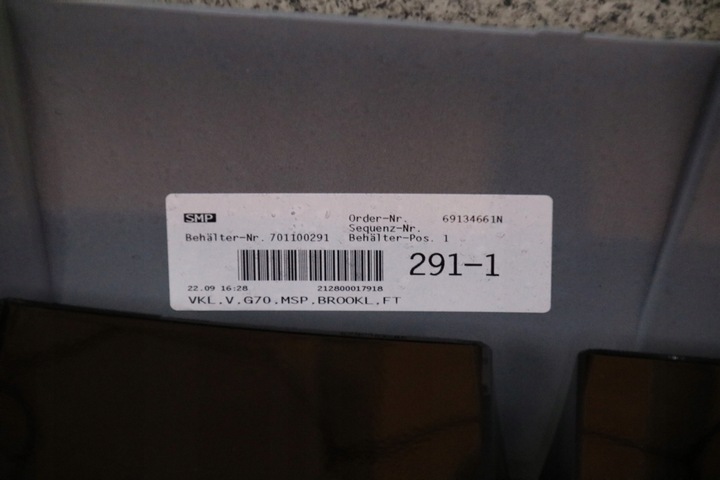 SMP Order-Nr. 69134661N
Sequenz-Nr.
Behälter-Nr. 701100291 Behälter-Pos. 1
291-1
22.09 16:28 212800017918
VKL.V.G70.MSP.BROOKL.FT